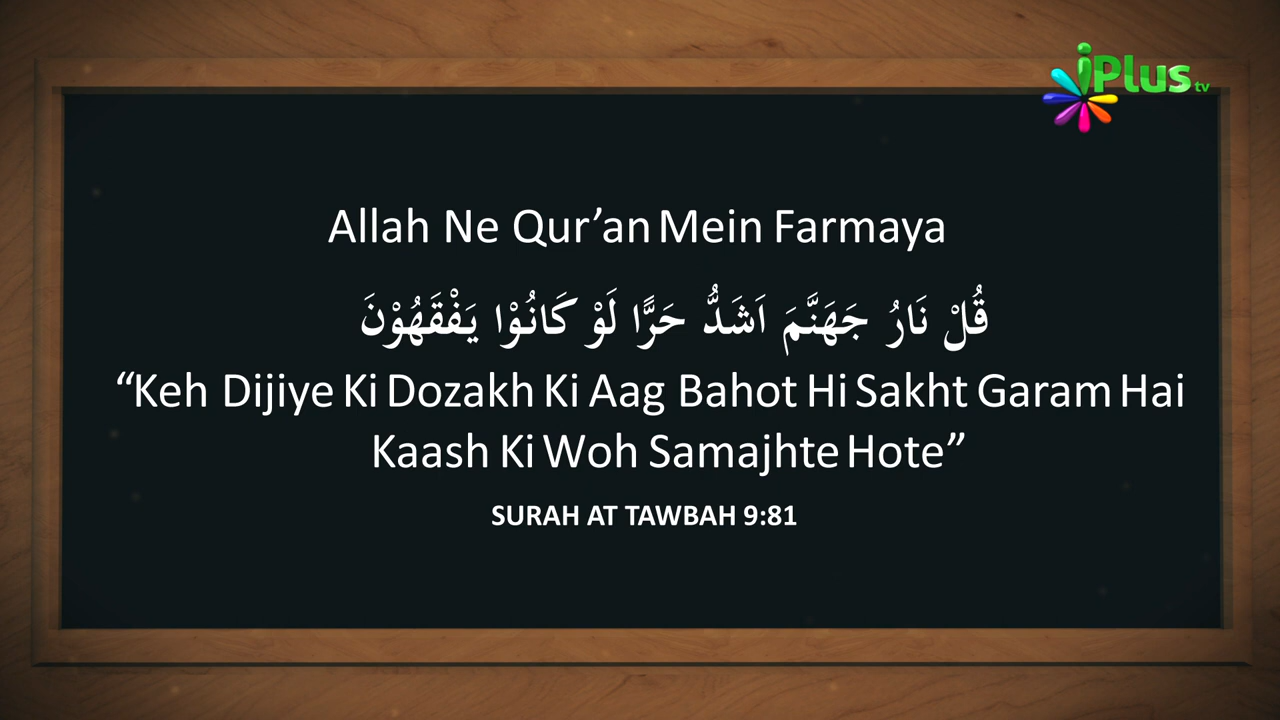 iPlus tv
Allah Ne Qur’an Mein Farmaya
قُلْ نَارُ جَهَنَّمَ اَشَدُّ حَرًّا لَوْ كَانُوْا يَفْقَهُوْنَ
“Keh Dijiye Ki Dozakh Ki Aag Bahot Hi Sakht Garam Hai
Kaash Ki Woh Samajhte Hote”
SURAH AT TAWBAH 9:81